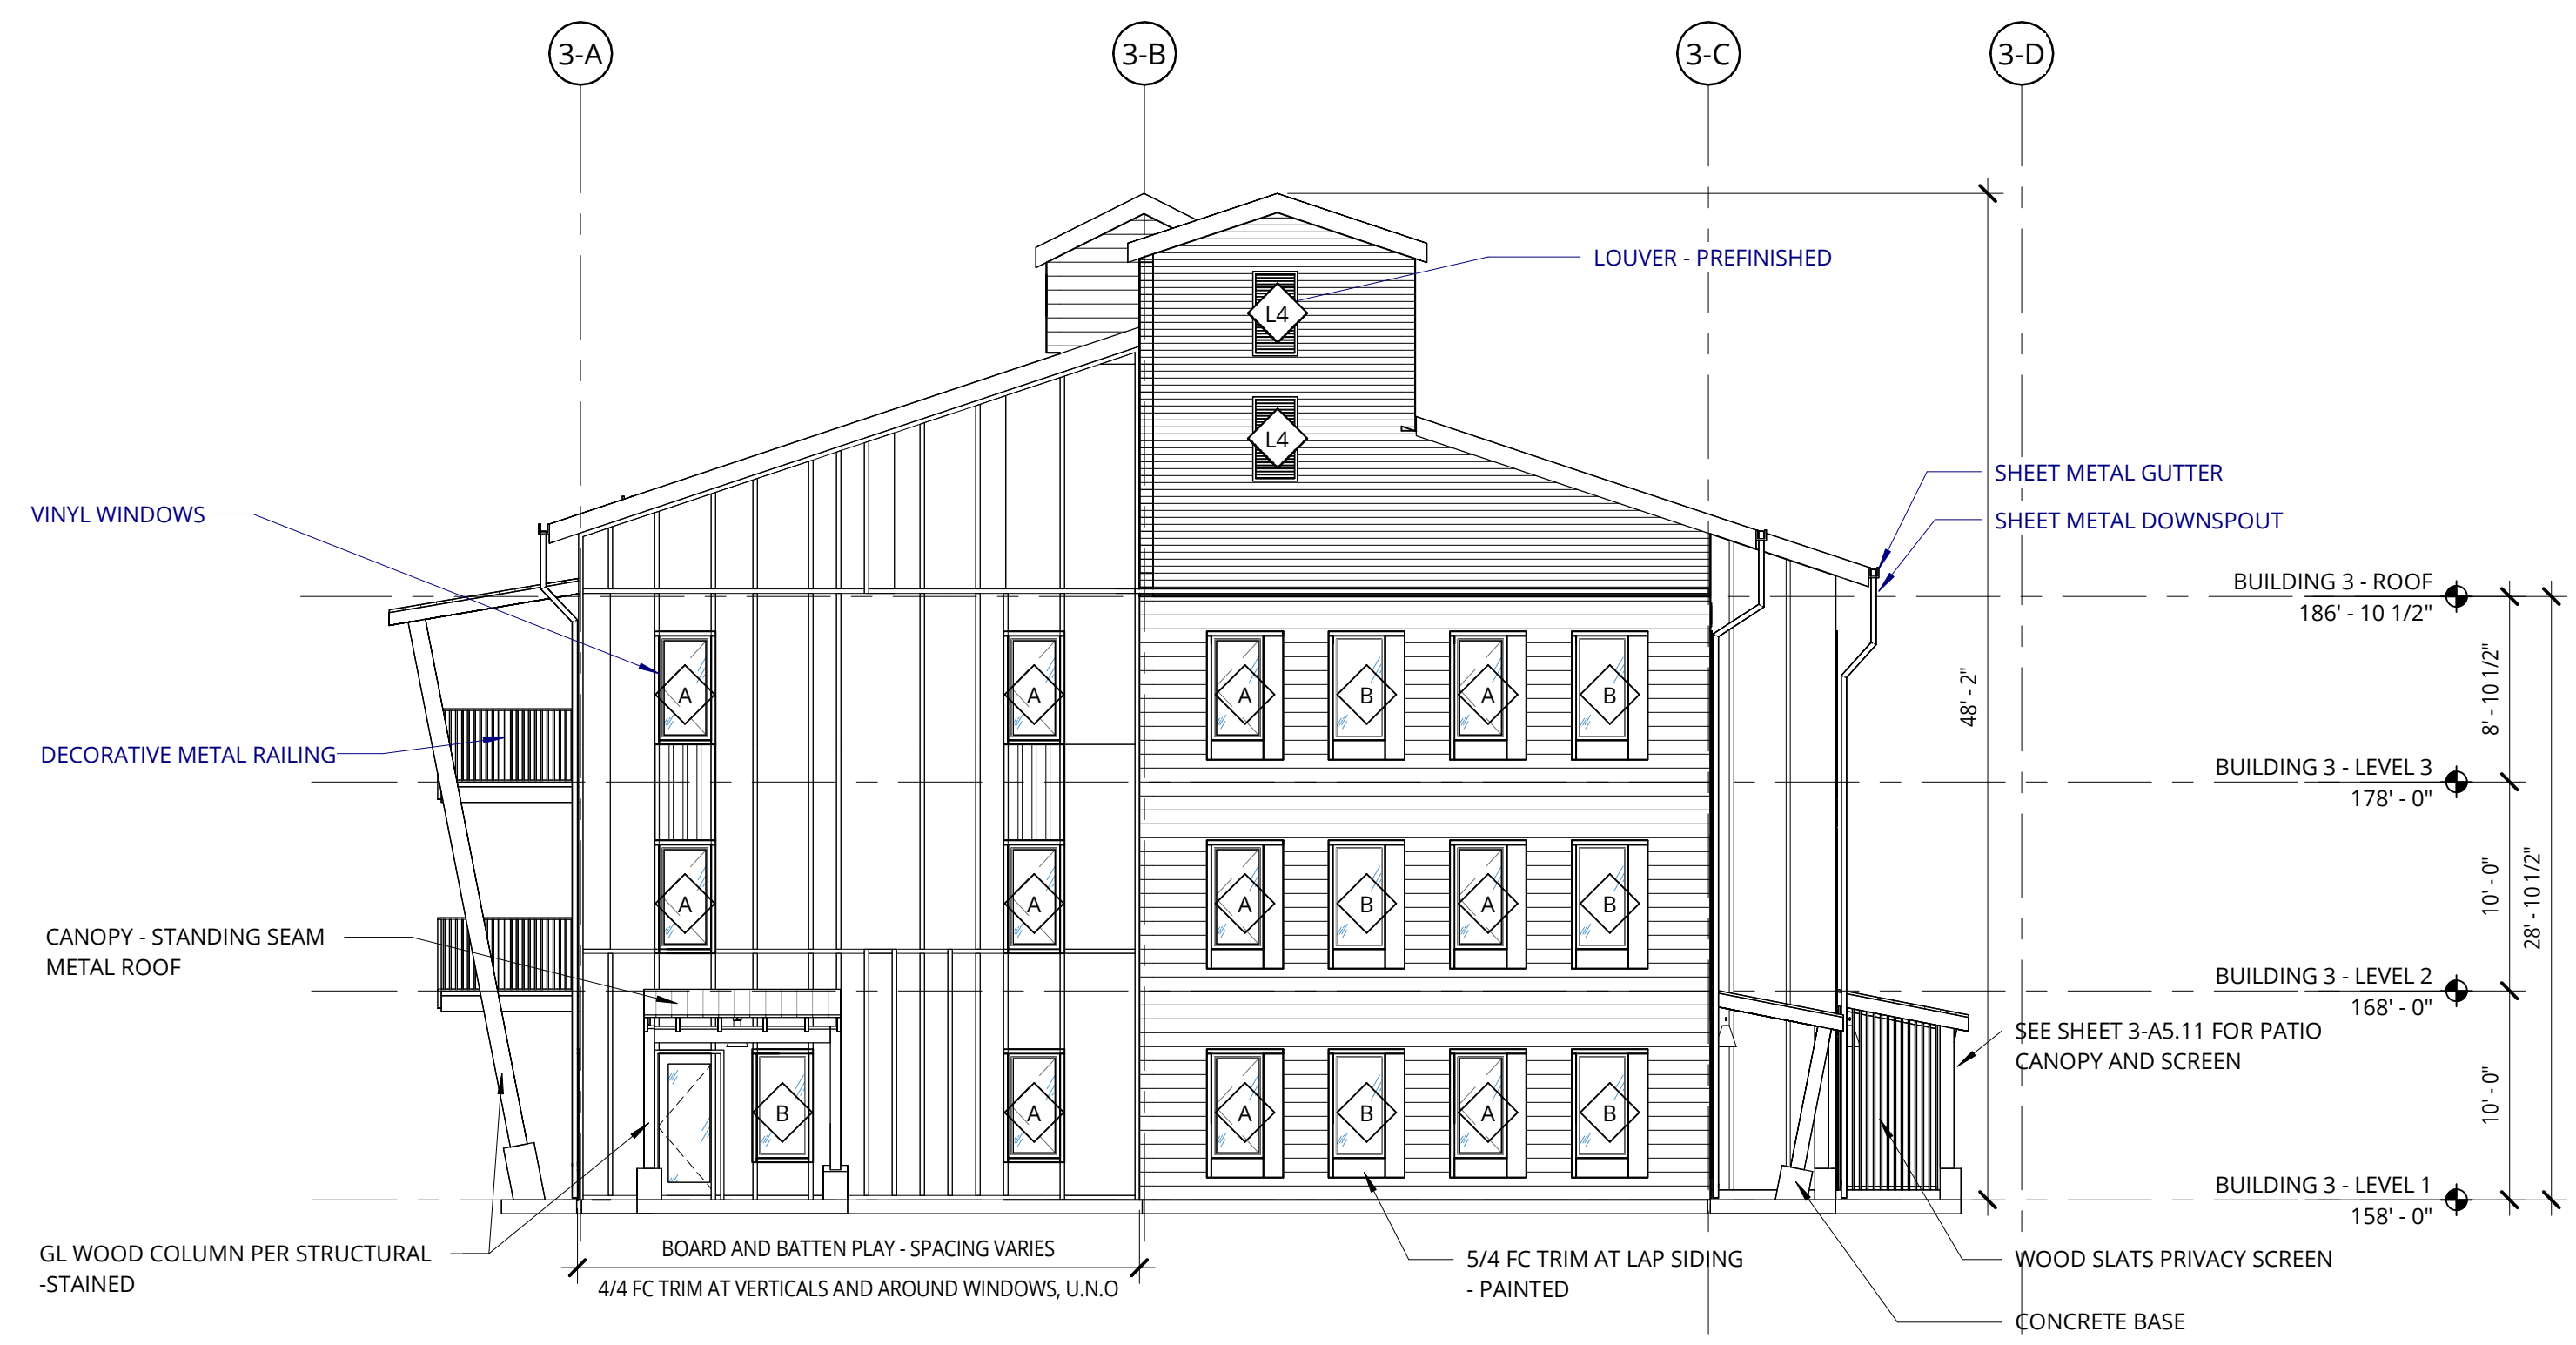 3-A
3-B
3-C
3-D
LOUVER - PREFINISHED
L4
L4
VINYL WINDOWS
SHEET METAL GUTTER
SHEET METAL DOWNSPOUT
BUILDING 3 - ROOF
186' - 10 1/2"
A
A
A
B
A
B
48' - 2"
8' - 10 1/2"
DECORATIVE METAL RAILING
BUILDING 3 - LEVEL 3
178' - 0"
A
A
A
B
A
B
10' - 0"
28' - 10 1/2"
CANOPY - STANDING SEAM
METAL ROOF
BUILDING 3 - LEVEL 2
168' - 0"
SEE SHEET 3-A5.11 FOR PATIO
CANOPY AND SCREEN
B
A
A
B
A
B
10' - 0"
BUILDING 3 - LEVEL 1
158' - 0"
GL WOOD COLUMN PER STRUCTURAL
-STAINED
BOARD AND BATTEN PLAY - SPACING VARIES
4/4 FC TRIM AT VERTICALS AND AROUND WINDOWS, U.N.O
5/4 FC TRIM AT LAP SIDING
- PAINTED
WOOD SLATS PRIVACY SCREEN
CONCRETE BASE